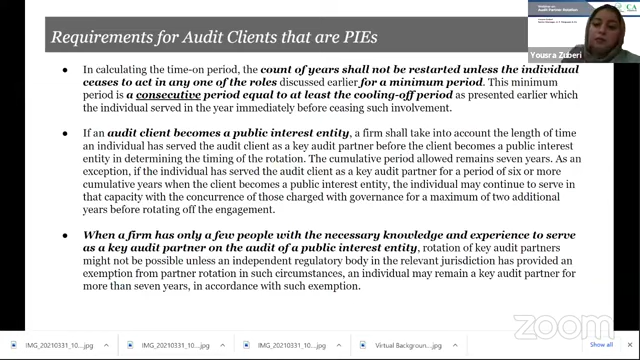 Requirements for Audit Clients that are PIEs
Audit Partner Rotation
CA
Yousra Zuberi
In calculating the time-on period, the count of years shall not be restarted unless the individual
ceases to act in any one of the roles discussed earlier for a minimum period. This minimum
period is a consecutive period equal to at least the cooling-off period as presented earlier which
the individual served in the year immediately before ceasing such involvement.
If an audit client becomes a public interest entity, a firm shall take into account the length of time
an individual has served the audit client as a key audit partner before the client becomes a public interest
entity in determining the timing of the rotation. The cumulative period allowed remains seven years. As an
exception, if the individual has served the audit client as a key audit partner for a period of six or more
cumulative years when the client becomes a public interest entity, the individual may continue to serve in
that capacity with the concurrence of those charged with governance for a maximum of two additional
years before rotating off the engagement.
When a firm has only a few people with the necessary knowledge and experience to serve
as a key audit partner on the audit of a public interest entity, rotation of key audit partners
might not be possible unless an independent regulatory body in the relevant jurisdiction has provided an
exemption from partner rotation in such circumstances, an individual may remain a key audit partner for
more than seven years, in accordance with such exemption.
zoom
IMG_20210331_10....jpg
IMG_20210331_10....jpg
IMG_20210331_10....jpg
Virtual Background....jpg
Show all